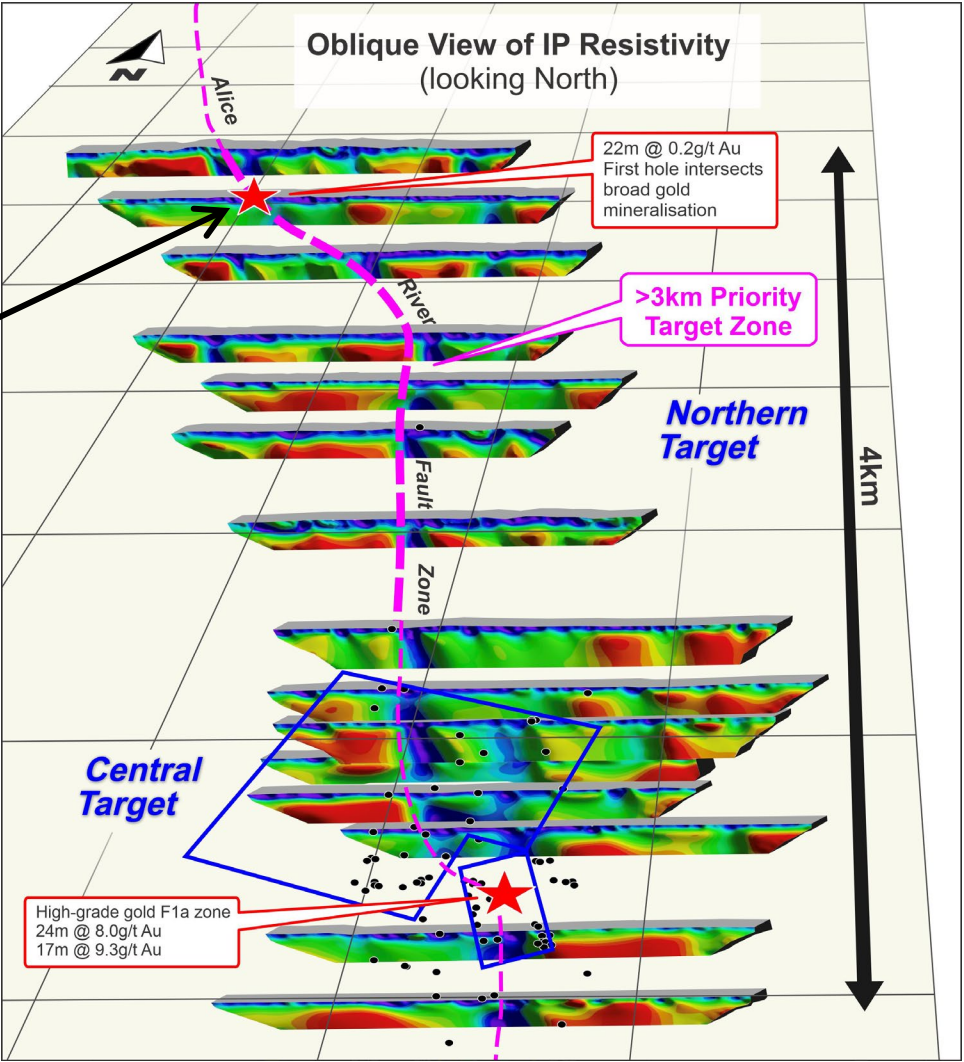 Oblique View of IP Resistivity
(looking North)
N
Alice
22m @ 0.2g/t Au
First hole intersects
broad gold
mineralisation
River
>3km Priority
Target Zone
Northern
Target
4km
Fault
Zone
Central
Target
High-grade gold F1a zone
24m @ 8.0g/t Au
17m @ 9.3g/t Au